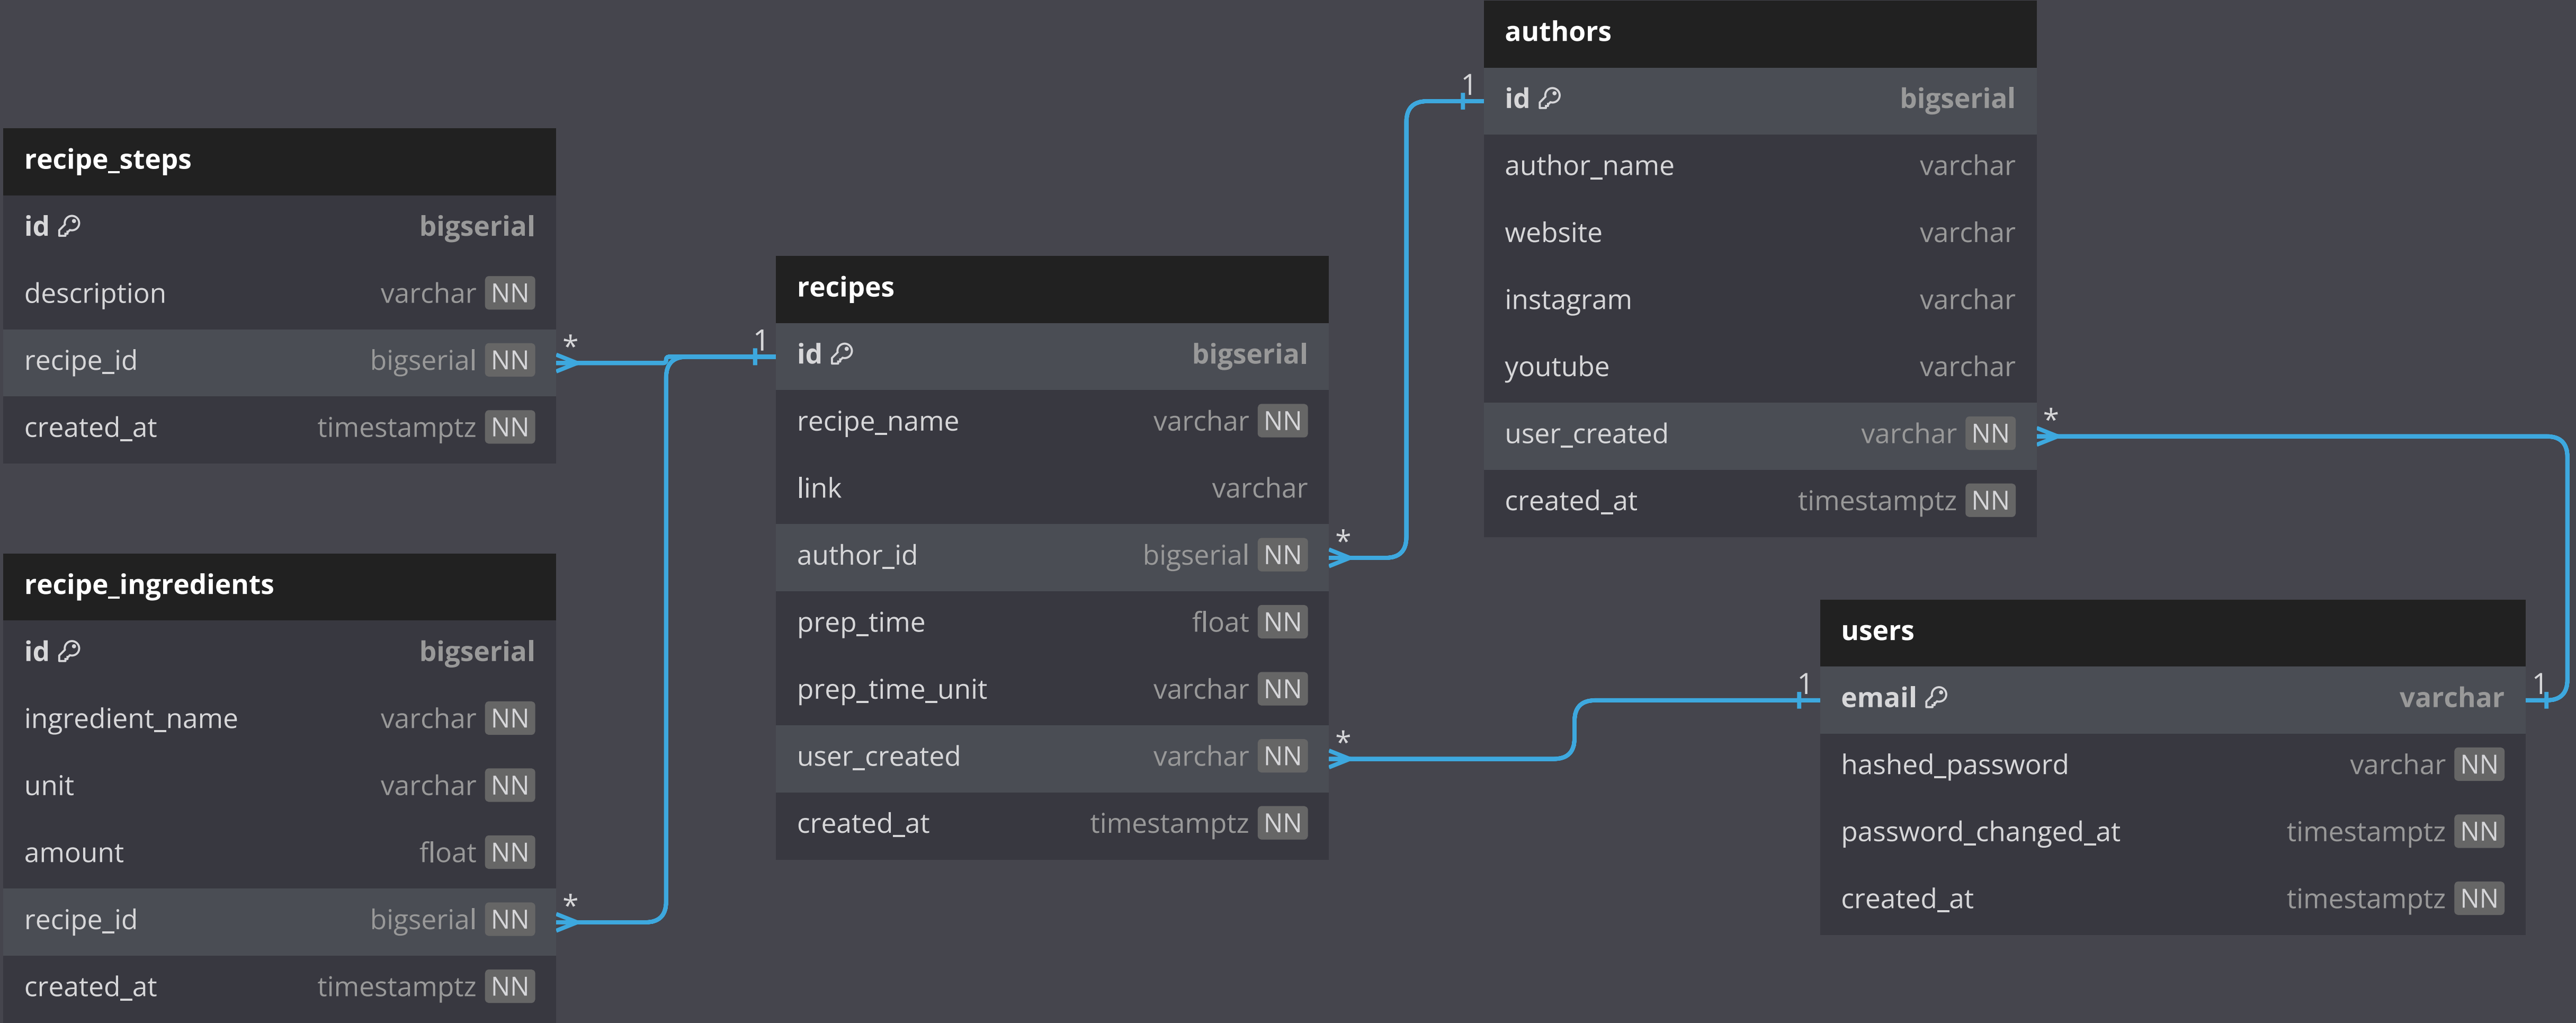 recipe_steps
id bigserial
description varchar NN
recipe_id bigserial NN
created_at timestamptz NN
recipe_ingredients
id bigserial
ingredient_name varchar NN
unit varchar NN
amount float NN
recipe_id bigserial NN
created_at timestamptz NN
* 1
*
recipes
id bigserial
recipe_name varchar NN
link varchar
author_id bigserial NN
prep_time float NN
prep_time_unit varchar NN
user_created varchar NN
created_at timestamptz NN
1
*
* 1
authors
id bigserial
author_name varchar
website varchar
instagram varchar
youtube varchar
user_created varchar NN
created_at timestamptz NN
*
1
users
email varchar
hashed_password varchar NN
password_changed_at timestamptz NN
created_at timestamptz NN